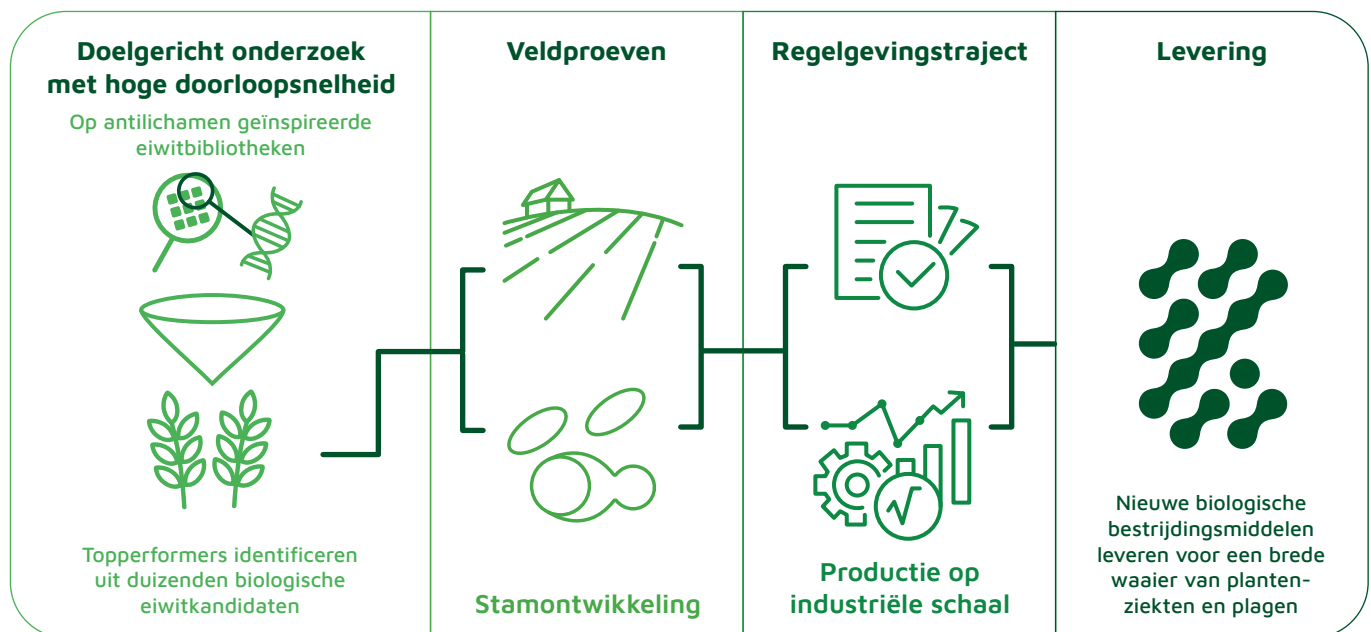 Doelgericht onderzoek
met hoge doorloopsnelheid
Op antilichamen geïnspireerde
eiwitbibliotheken
Topperformers identificeren
uit duizenden biologische
eiwitkandidaten
Veldproeven
Stamontwikkeling
Regelgevingstraject
Productie op
industriële schaal
Levering
Nieuwe biologische
bestrijdingsmiddelen
leveren voor een brede
waaier van planten-
ziekten en plagen